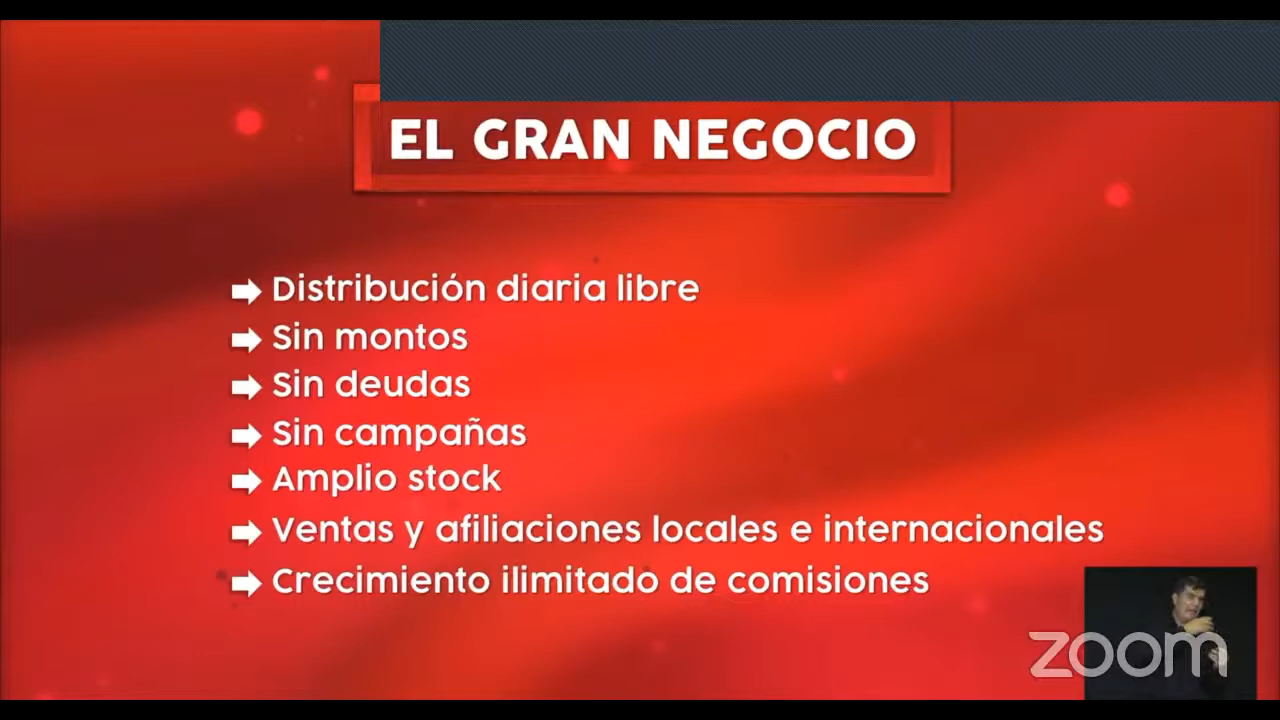 EL GRAN NEGOCIO
Distribución diaria libre
Sin montos
Sin deudas
Sin campañas
Amplio stock
Ventas y afiliaciones locales e internacionales
Crecimiento ilimitado de comisiones
zoom